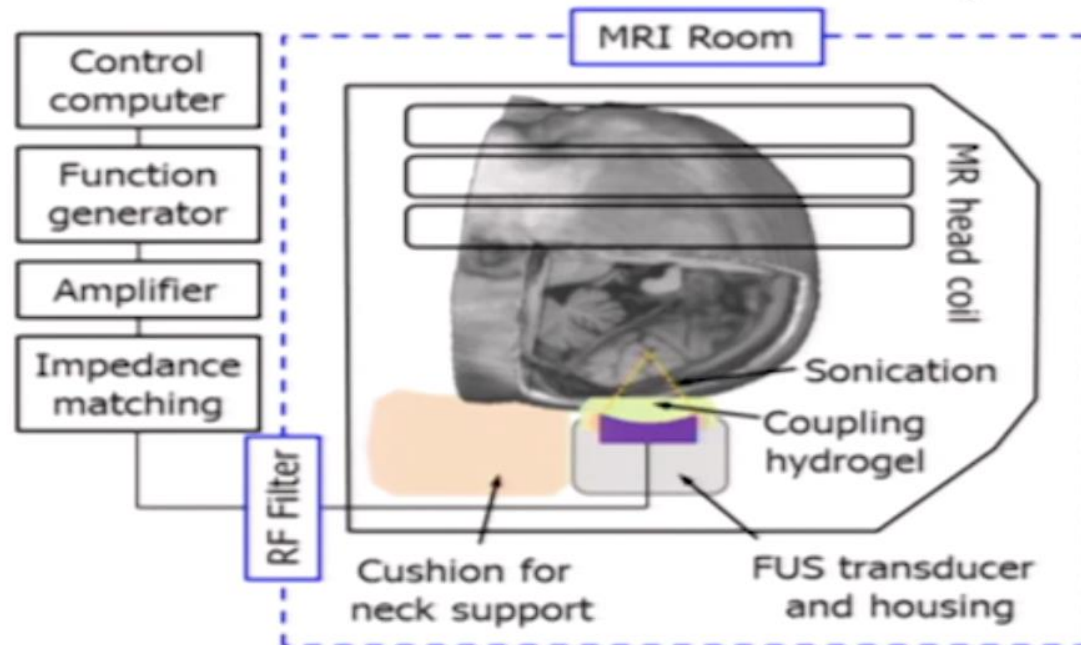 MRI Room
Control
computer
Function
generator
Amplifier
Impedance
matching
RF Filter
MR head coil
Sonication
Coupling
hydrogel
Cushion for
neck support
FUS transducer
and housing